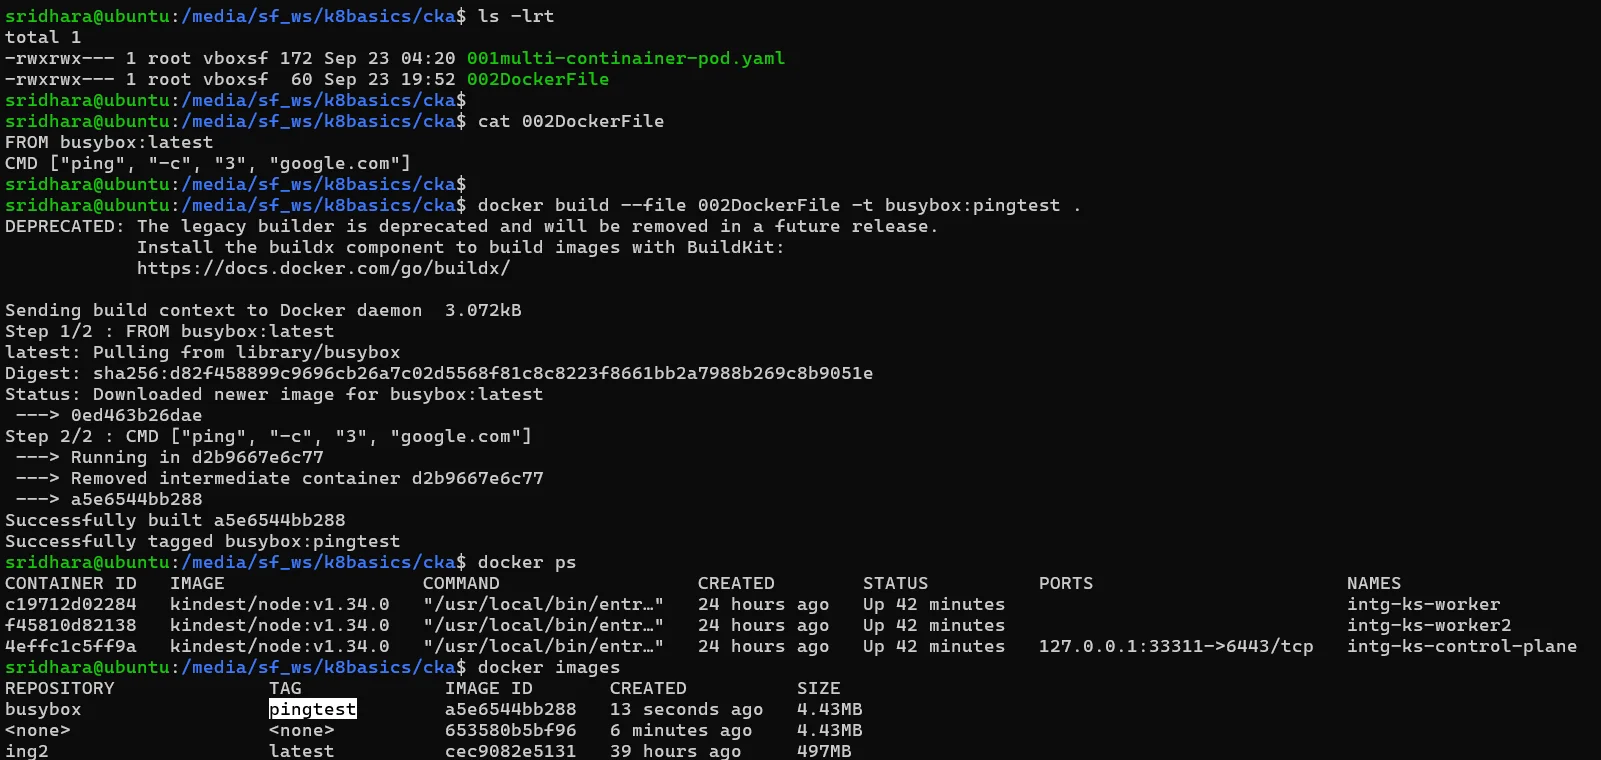 sridhara@ubuntu:/media/sf_ws/k8basics/cka$ ls -lrt
total 1
-rwxrwx--- 1 root vboxsf 172 Sep 23 04:20 001multi-continainer-pod.yaml
-rwxrwx--- 1 root vboxsf  60 Sep 23 19:52 002DockerFile
sridhara@ubuntu:/media/sf_ws/k8basics/cka$
sridhara@ubuntu:/media/sf_ws/k8basics/cka$ cat 002DockerFile
FROM busybox:latest
CMD ["ping", "-c", "3", "google.com"]
sridhara@ubuntu:/media/sf_ws/k8basics/cka$
sridhara@ubuntu:/media/sf_ws/k8basics/cka$ docker build --file 002DockerFile -t busybox:pingtest .
DEPRECATED: The legacy builder is deprecated and will be removed in a future release.
            Install the buildx component to build images with BuildKit:
            https://docs.docker.com/go/buildx/

Sending build context to Docker daemon  3.072kB
Step 1/2 : FROM busybox:latest
latest: Pulling from library/busybox
Digest: sha256:d82f458899c9696cb26a7c02d5568f81c8c8223f8661bb2a7988b269c8b9051e
Status: Downloaded newer image for busybox:latest
 ---> 0ed463b26dae
Step 2/2 : CMD ["ping", "-c", "3", "google.com"]
 ---> Running in d2b9667e6c77
 ---> Removed intermediate container d2b9667e6c77
 ---> a5e6544bb288
Successfully built a5e6544bb288
Successfully tagged busybox:pingtest
sridhara@ubuntu:/media/sf_ws/k8basics/cka$ docker ps
CONTAINER ID   IMAGE                  COMMAND                  CREATED        STATUS          PORTS                       NAMES
c19712d02284   kindest/node:v1.34.0   "/usr/local/bin/entr…"   24 hours ago   Up 42 minutes                               intg-ks-worker
f45810d82138   kindest/node:v1.34.0   "/usr/local/bin/entr…"   24 hours ago   Up 42 minutes                               intg-ks-worker2
4effc1c5ff9a   kindest/node:v1.34.0   "/usr/local/bin/entr…"   24 hours ago   Up 42 minutes   127.0.0.1:33311->6443/tcp   intg-ks-control-plane
sridhara@ubuntu:/media/sf_ws/k8basics/cka$ docker images
REPOSITORY              TAG             IMAGE ID       CREATED          SIZE
busybox                 pingtest        a5e6544bb288   13 seconds ago   4.43MB
<none>                  <none>          653580b5bf96   6 minutes ago    4.43MB
ing2                    latest          cec9082e5131   39 hours ago     497MB